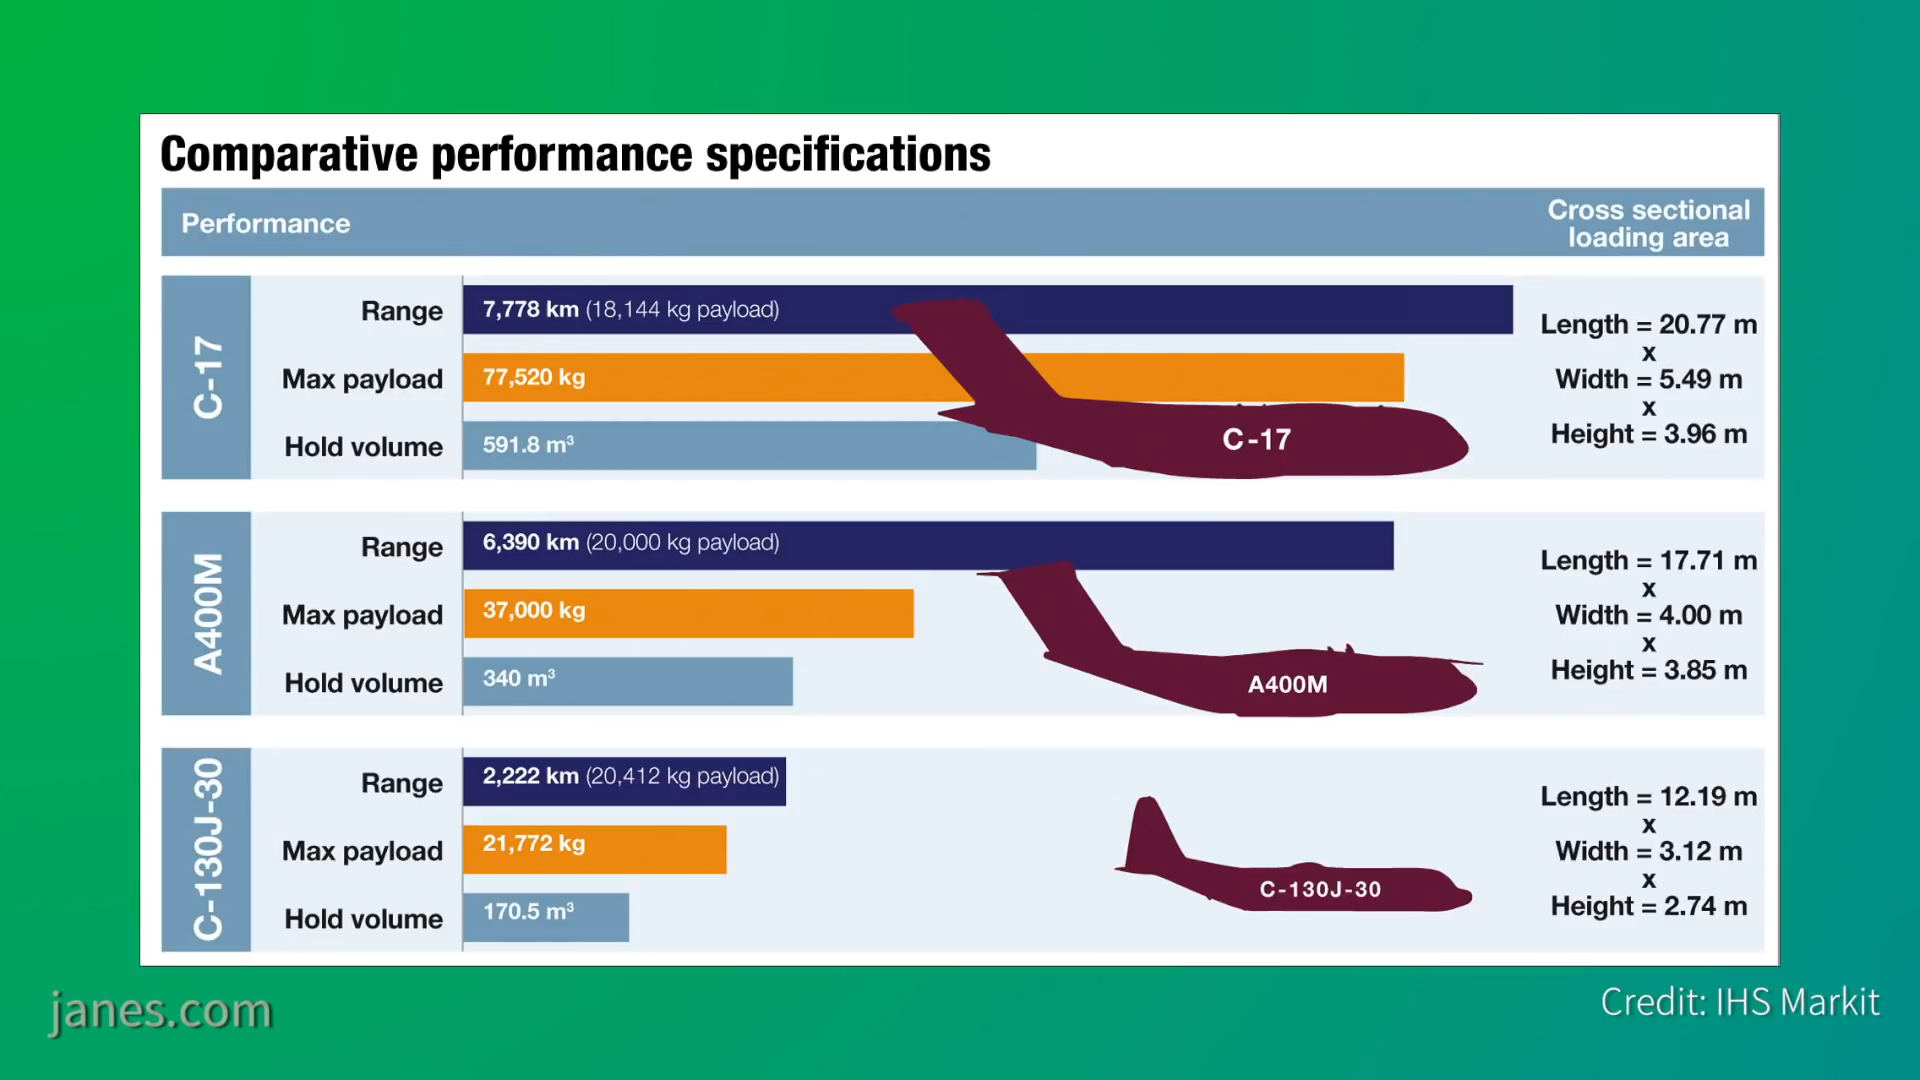 Comparative performance specifications
Performance
Cross sectional
loading area
C-17
Range
7,778 km (18,144 kg payload)
Max payload
77,520 kg
Hold volume
591.8 m³
C-17
Length = 20.77 m
x
Width = 5.49 m
x
Height = 3.96 m
A400M
Range
6,390 km (20,000 kg payload)
Max payload
37,000 kg
Hold volume
340 m³
A400M
Length = 17.71 m
x
Width = 4.00 m
x
Height = 3.85 m
C-130J-30
Range
2,222 km (20,412 kg payload)
Max payload
21,772 kg
Hold volume
170.5 m³
C-130J-30
Length = 12.19 m
x
Width = 3.12 m
x
Height = 2.74 m
janes.com
Credit: IHS Markit